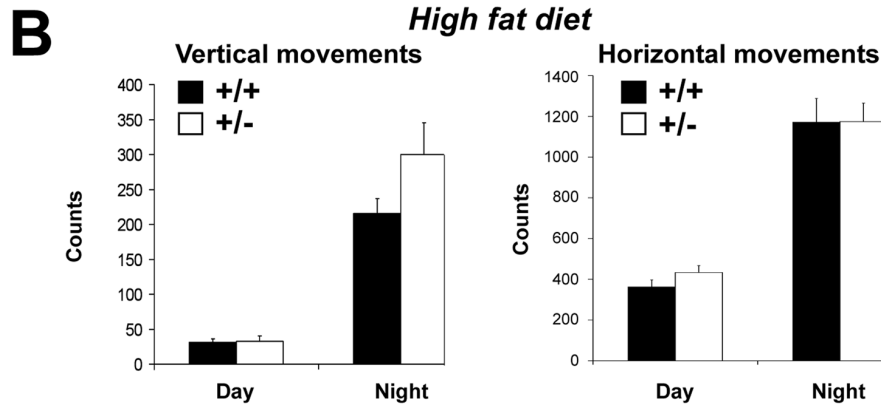 B
High fat diet
Vertical movements
+/+
+/-
Counts
400
350
300
250
200
150
100
50
0
Day Night
Horizontal movements
+/+
+/-
Counts
1400
1200
1000
800
600
400
200
0
Day Night